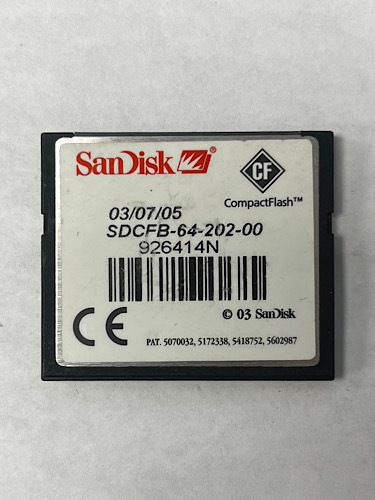 SanDisk
CF
CompactFlash™
03/07/05
SDCFB-64-202-00
926414N
CE
© 03 SanDisk
PAT. 5070032, 5172338, 5418752, 5602987